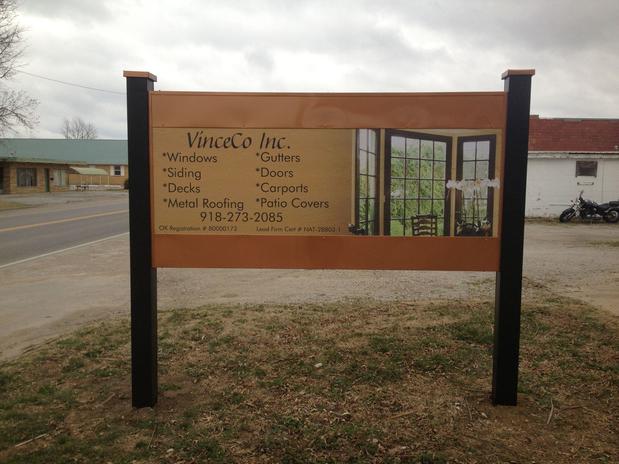 VinceCo Inc.
*Windows *Gutters
*Siding *Doors
*Decks *Carports
*Metal Roofing *Patio Covers
918-273-2085
OK Registration # 80000173 Lead Firm Cert # NAT-28802-1